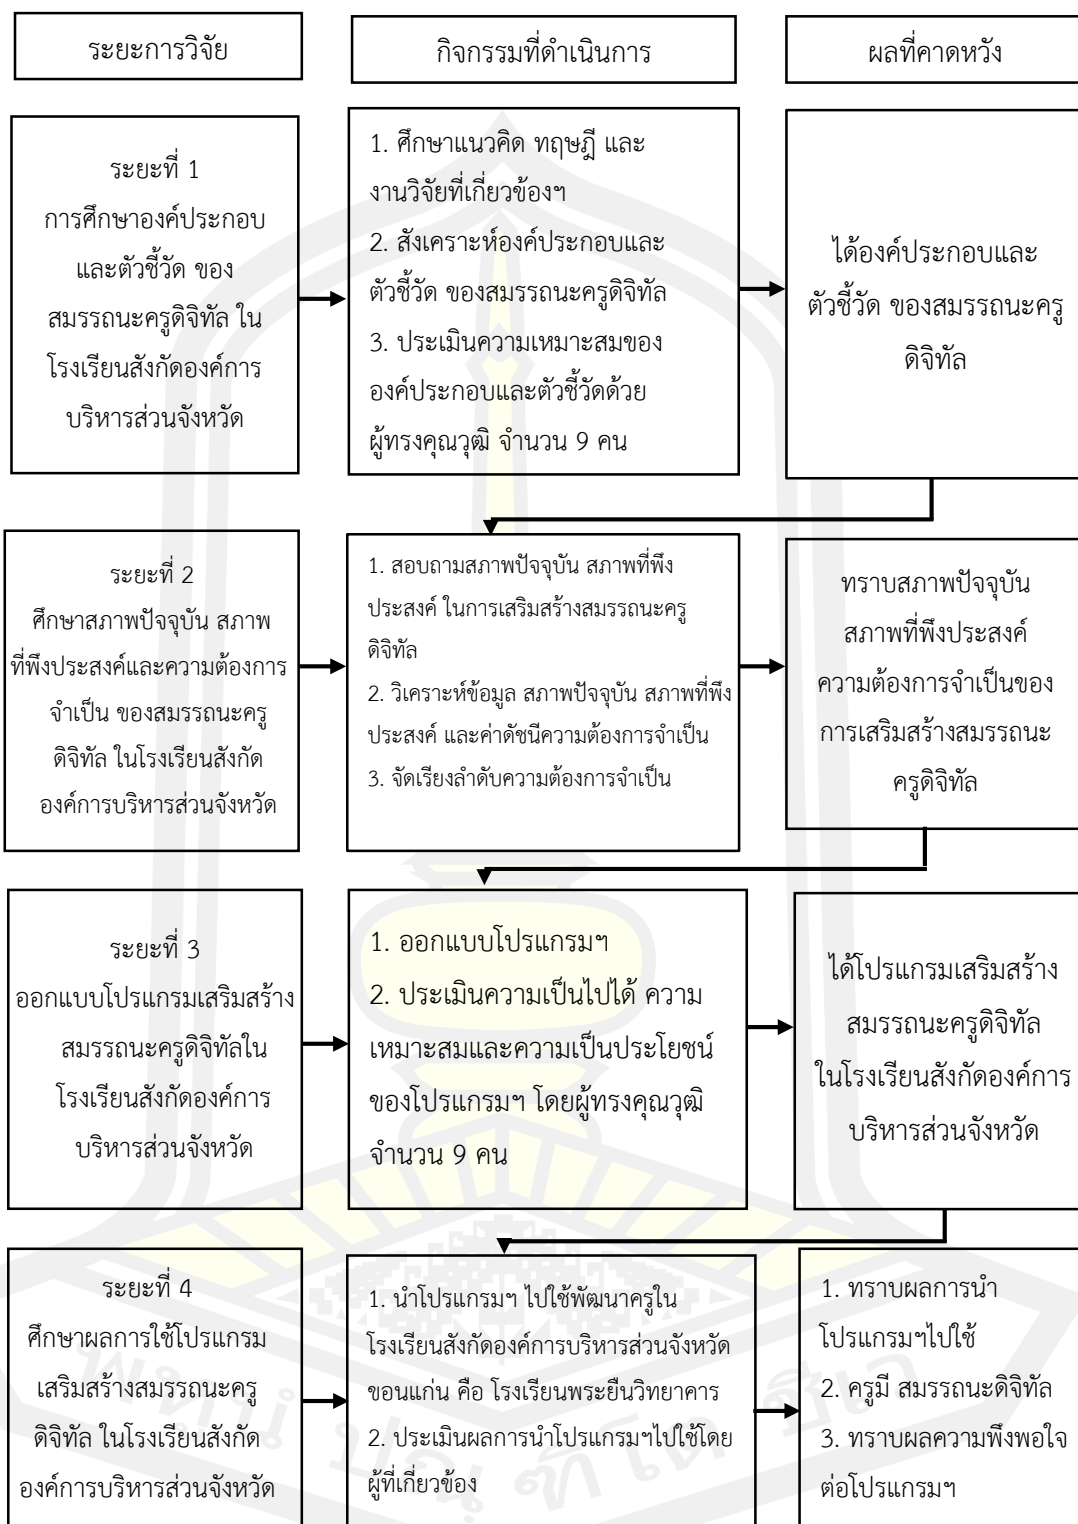 ระยะการวิจัย
กิจกรรมที่ดำเนินการ
ผลที่คาดหวัง
ระยะที่ 1
การศึกษาองค์ประกอบ
และตัวชี้วัด ของ
สมรรถนะครูดิจิทัล ใน
โรงเรียนสังกัดองค์การ
บริหารส่วนจังหวัด
1. ศึกษาแนวคิด ทฤษฎี และ
งานวิจัยที่เกี่ยวข้องฯ
2. สังเคราะห์องค์ประกอบและ
ตัวชี้วัด ของสมรรถนะครูดิจิทัล
3. ประเมินความเหมาะสมของ
องค์ประกอบและตัวชี้วัดด้วย
ผู้ทรงคุณวุฒิ จำนวน 9 คน
ได้องค์ประกอบและ
ตัวชี้วัด ของสมรรถนะครู
ดิจิทัล
ระยะที่ 2
ศึกษาสภาพปัจจุบัน สภาพ
ที่พึงประสงค์และความต้องการ
จำเป็น ของสมรรถนะครู
ดิจิทัล ในโรงเรียนสังกัด
องค์การบริหารส่วนจังหวัด
1. สอบถามสภาพปัจจุบัน สภาพที่พึง
ประสงค์ ในการเสริมสร้างสมรรถนะครู
ดิจิทัล
2. วิเคราะห์ข้อมูล สภาพปัจจุบัน สภาพที่พึง
ประสงค์ และค่าดัชนีความต้องการจำเป็น
3. จัดเรียงลำดับความต้องการจำเป็น
ทราบสภาพปัจจุบัน
สภาพที่พึงประสงค์
ความต้องการจำเป็นของ
การเสริมสร้างสมรรถนะ
ครูดิจิทัล
ระยะที่ 3
ออกแบบโปรแกรมเสริมสร้าง
สมรรถนะครูดิจิทัลใน
โรงเรียนสังกัดองค์การ
บริหารส่วนจังหวัด
1. ออกแบบโปรแกรมฯ
2. ประเมินความเป็นไปได้ ความ
เหมาะสมและความเป็นประโยชน์
ของโปรแกรมฯ โดยผู้ทรงคุณวุฒิ
จำนวน 9 คน
ได้โปรแกรมเสริมสร้าง
สมรรถนะครูดิจิทัล
ในโรงเรียนสังกัดองค์การ
บริหารส่วนจังหวัด
ระยะที่ 4
ศึกษาผลการใช้โปรแกรม
เสริมสร้างสมรรถนะครู
ดิจิทัล ในโรงเรียนสังกัด
องค์การบริหารส่วนจังหวัด
1. นำโปรแกรมฯ ไปใช้พัฒนาครูใน
โรงเรียนสังกัดองค์การบริหารส่วนจังหวัด
ขอนแก่น คือ โรงเรียนพระยืนวิทยาคาร
2. ประเมินผลการนำโปรแกรมฯไปใช้โดย
ผู้ที่เกี่ยวข้อง
1. ทราบผลการนำ
โปรแกรมฯไปใช้
2. ครูมี สมรรถนะดิจิทัล
3. ทราบผลความพึงพอใจ
ต่อโปรแกรมฯ
พหุนํ ปณฺฑิโต ชีเว